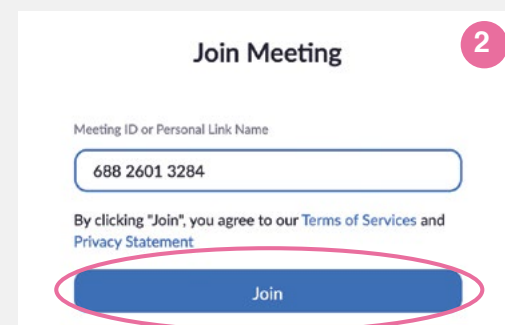 Join Meeting
2
Meeting ID or Personal Link Name
688 2601 3284
By clicking "Join", you agree to our Terms of Services and
Privacy Statement
Join